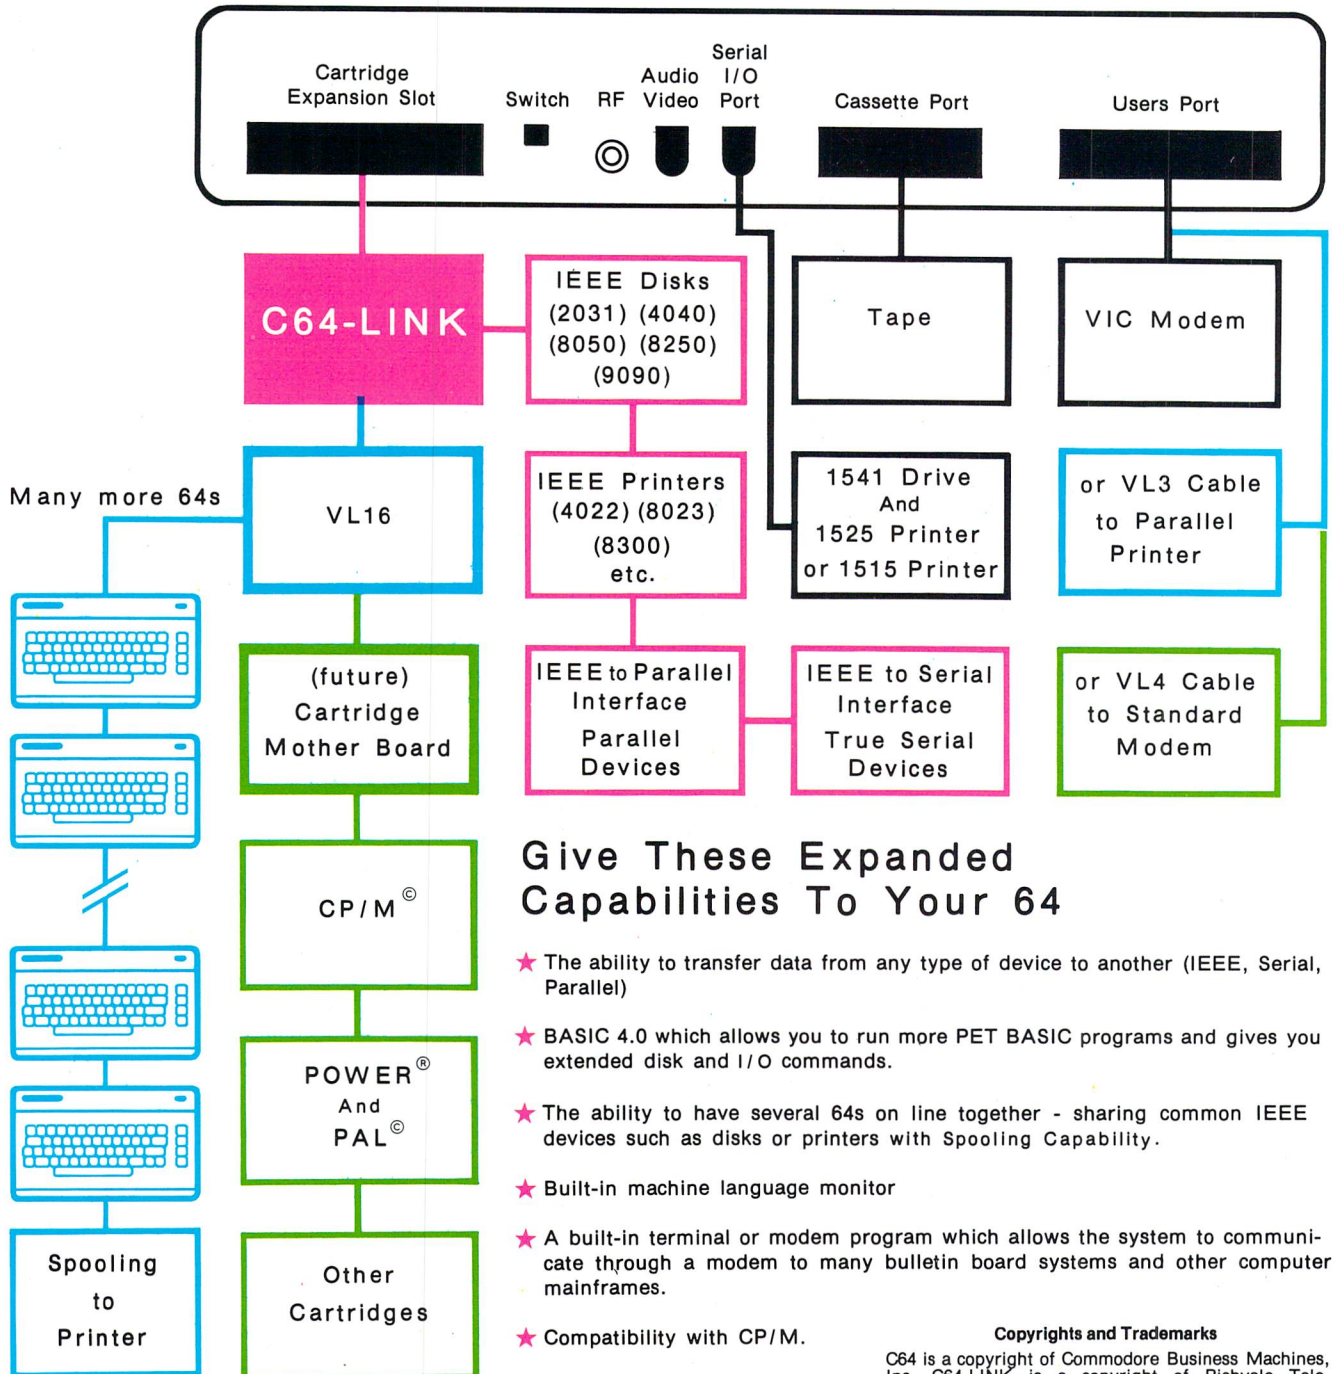 Cartridge
Expansion Slot
Switch
RF
Audio
Video
Serial
I/O
Port
Cassette Port
Users Port
C64-LINK
IEEE Disks
(2031) (4040)
(8050) (8250)
(9090)
Tape
VIC Modem
Many more 64s
VL16
IEEE Printers
(4022) (8023)
(8300)
etc.
1541 Drive
And
1525 Printer
or 1515 Printer
or VL3 Cable
to Parallel
Printer
(future)
Cartridge
Mother Board
IEEE to Parallel
Interface
Parallel
Devices
IEEE to Serial
Interface
True Serial
Devices
or VL4 Cable
to Standard
Modem
CP/M©
POWER®
And
PAL©
Other
Cartridges
Spooling
to
Printer
Give These Expanded
Capabilities To Your 64
★ The ability to transfer data from any type of device to another (IEEE, Serial,
Parallel)
★ BASIC 4.0 which allows you to run more PET BASIC programs and gives you
extended disk and I/O commands.
★ The ability to have several 64s on line together - sharing common IEEE
devices such as disks or printers with Spooling Capability.
★ Built-in machine language monitor
★ A built-in terminal or modem program which allows the system to communi-
cate through a modem to many bulletin board systems and other computer
mainframes.
★ Compatibility with CP/M.
Copyrights and Trademarks
C64 is a copyright of Commodore Business Machines,
Inc. C64-LINK is a copyright of Richvale Tele-